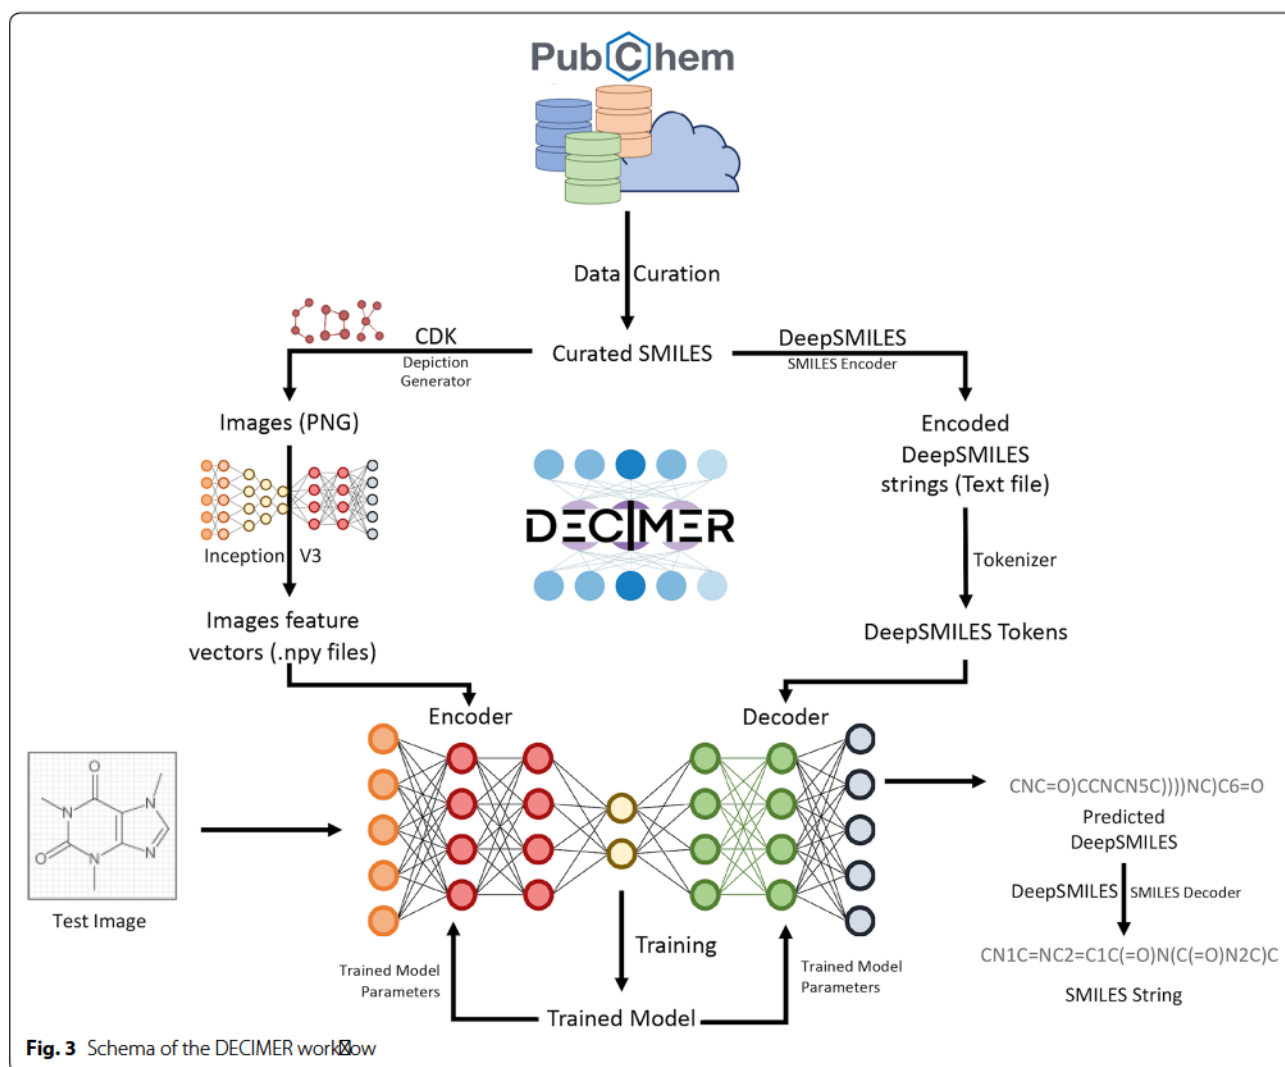 PubChem
Data Curation
CDK
CDK
Depiction
Generator
Curated SMILES
DeepSMILES
SMILES Encoder
Images (PNG)
Encoded
DeepSMILES
strings (Text file)
Inception V3
DECIMER
Tokenizer
Images feature
vectors (.npy files)
DeepSMILES Tokens
Encoder
Decoder
O
N
N
O
N
N
Test Image
CNC=O)CCNCN5C))))NC)C6=O
Predicted
DeepSMILES
DeepSMILES SMILES Decoder
CN1C=NC2=C1C(=O)N(C(=O)N2C)C
SMILES String
Training
Trained Model
Parameters
Trained Model
Parameters
Trained Model
Fig. 3 Schema of the DECIMER workflow